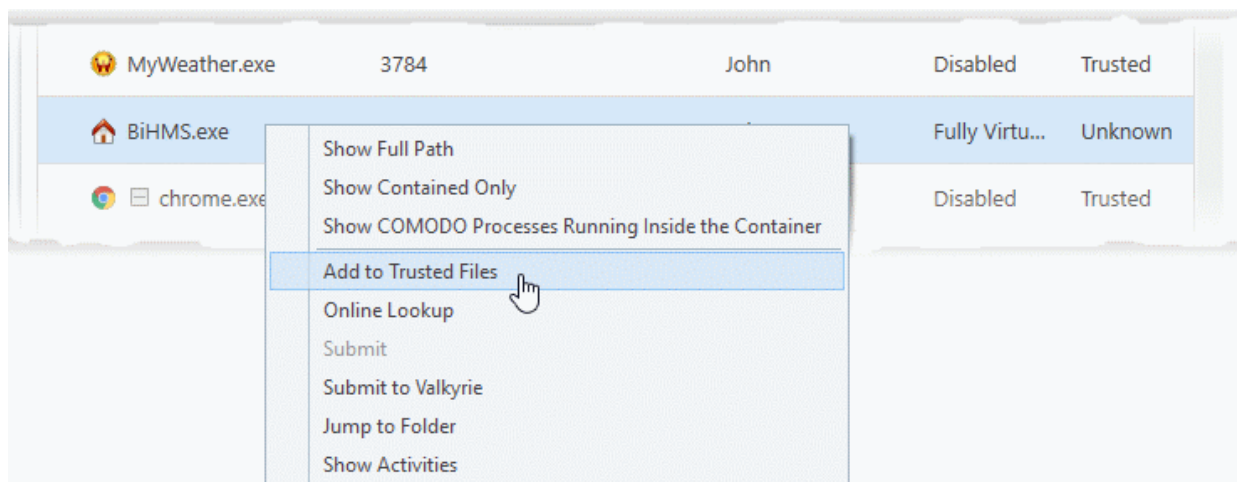 MyWeather.exe 3784 John Disabled Trusted
BiHMS.exe Fully Virtu... Unknown
Show Full Path
Show Contained Only
chrome.exe Disabled Trusted
Show COMODO Processes Running Inside the Container
Add to Trusted Files
Online Lookup
Submit
Submit to Valkyrie
Jump to Folder
Show Activities